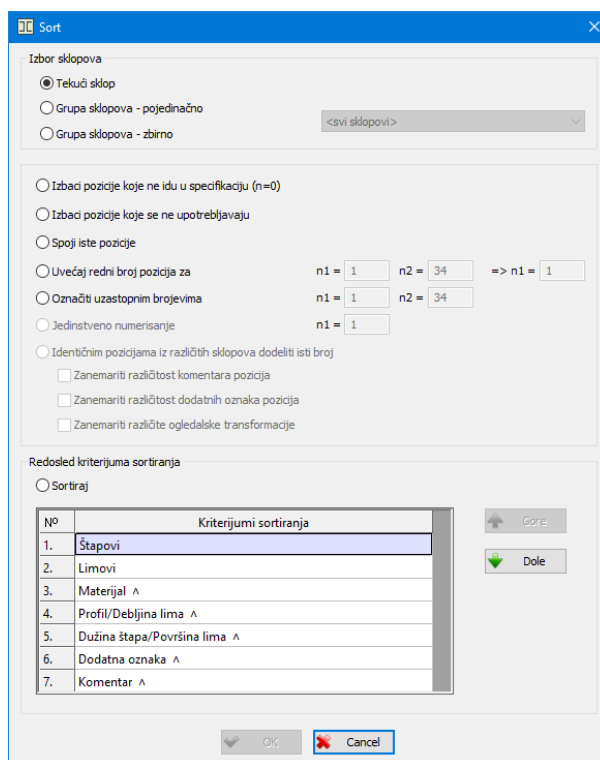 Sort
Izbor sklopova
Tekući sklop
Grupa sklopova - pojedinačno
<svi sklopovi>
Grupa sklopova - zbirno
Izbaci pozicije koje ne idu u specifikaciju (n=0)
Izbaci pozicije koje se ne upotrebljavaju
Spoji iste pozicije
Uvećaj redni broj pozicija za n1 = 1 n2 = 34 => n1 = 1
Označiti uzastopnim brojevima n1 = 1 n2 = 34
Jedinstveno numerisanje n1 = 1
Identičnim pozicijama iz različitih sklopova dodeliti isti broj
Zanemariti različitost komentara pozicija
Zanemariti različitost dodatnih oznaka pozicija
Zanemariti različite ogledalske transformacije
Redosled kriterijuma sortiranja
Sortiraj
Nº Kriterijumi sortiranja
1. Štapovi
2. Limovi
3. Materijal ^
4. Profil/Debljina lima ^
5. Dužina štapa/Površina lima ^
6. Dodatna oznaka ^
7. Komentar ^
Gore
Dole
OK Cancel